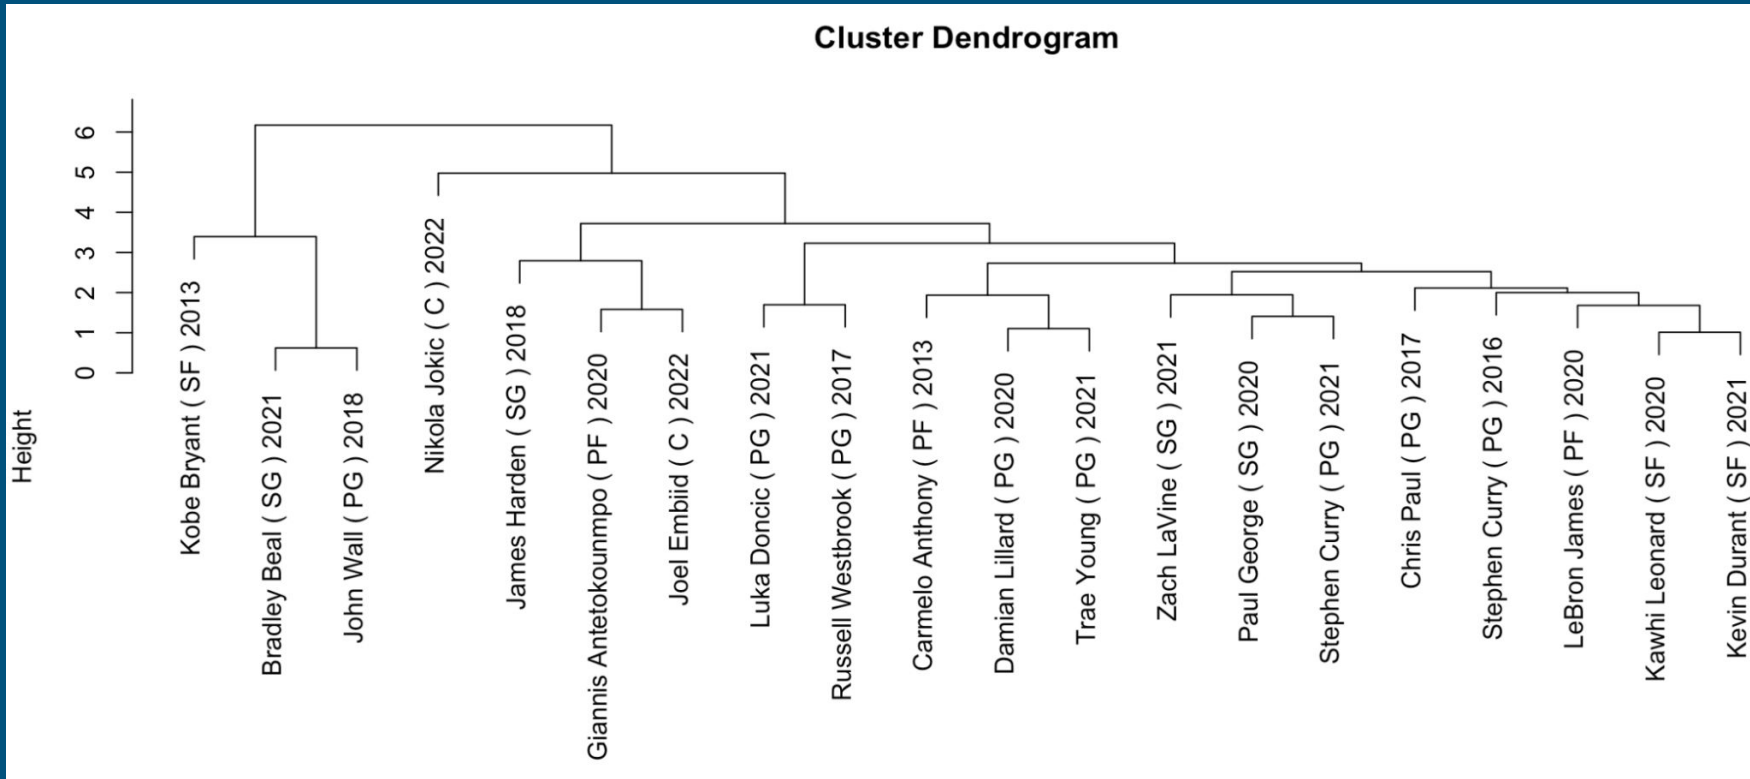 Cluster Dendrogram
Height
6
5
4
3
2
1
0
Kobe Bryant ( SF ) 2013
Bradley Beal ( SG ) 2021
John Wall ( PG ) 2018
Nikola Jokic ( C ) 2022
James Harden ( SG ) 2018
Giannis Antetokounmpo ( PF ) 2020
Joel Embiid ( C ) 2022
Luka Doncic ( PG ) 2021
Russell Westbrook ( PG ) 2017
Carmelo Anthony ( PF ) 2013
Damian Lillard ( PG ) 2020
Trae Young ( PG ) 2021
Zach LaVine ( SG ) 2021
Paul George ( SG ) 2020
Stephen Curry ( PG ) 2021
Chris Paul ( PG ) 2017
Stephen Curry ( PG ) 2016
LeBron James ( PF ) 2020
Kawhi Leonard ( SF ) 2020
Kevin Durant ( SF ) 2021